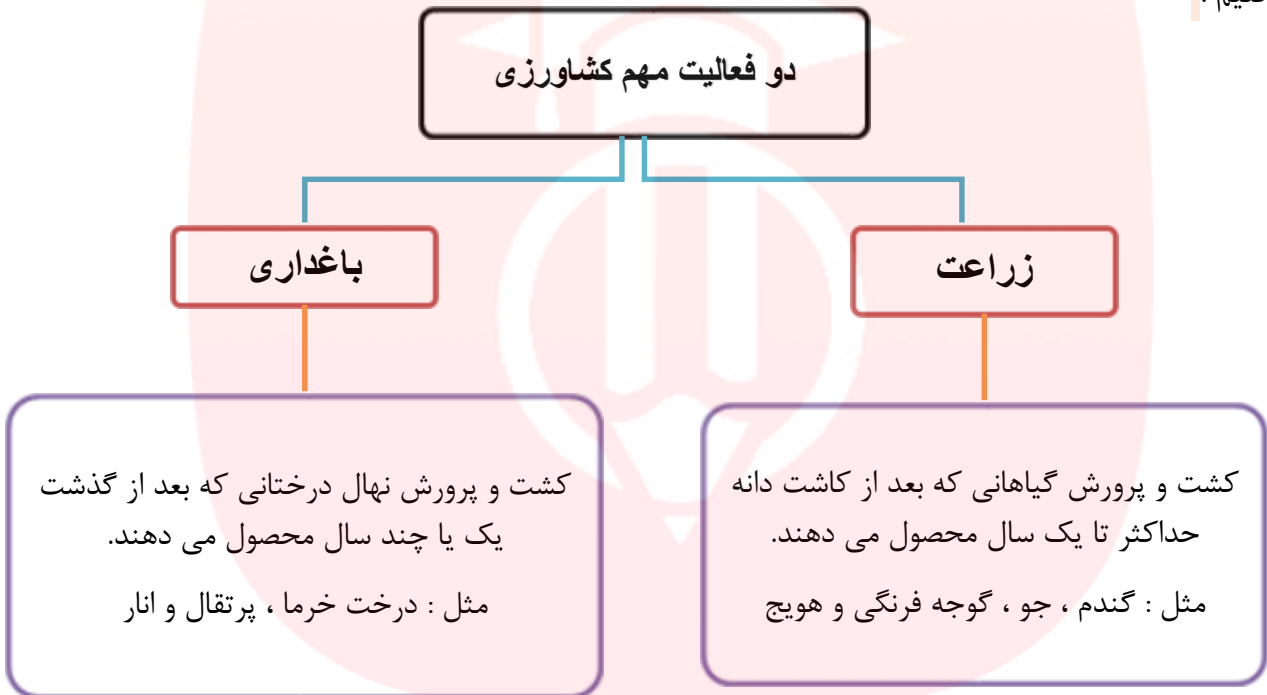 دو فعالیت مهم کشاورزی
زراعت
باغداری
کشت و پرورش گیاهانی که بعد از کاشت دانه
حداکثر تا یک سال محصول می دهند.
مثل : گندم ، جو ، گوجه فرنگی و هویج
کشت و پرورش نهال درختانی که بعد از گذشت
یک یا چند سال محصول می دهند.
مثل : درخت خرما ، پرتقال و انار